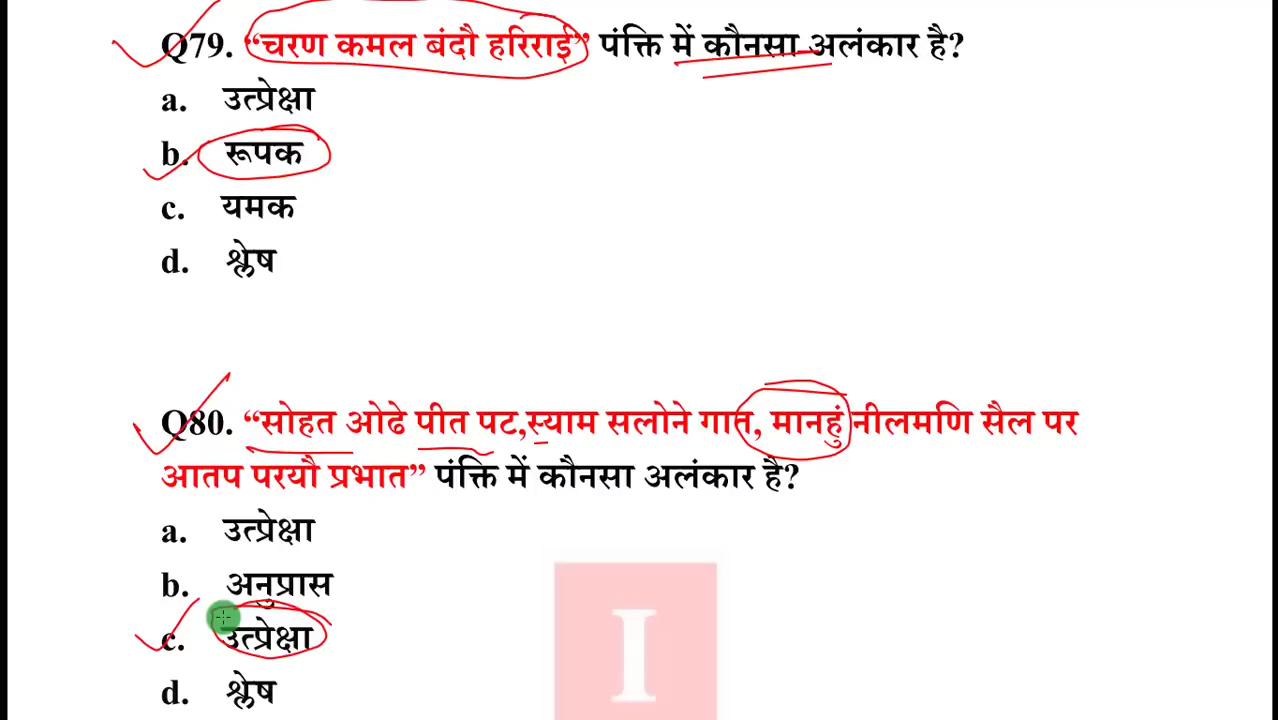 Q79. “चरण कमल बंदौ हरिराई” पंक्ति में कौनसा अलंकार है?
a. उत्प्रेक्षा
b. रूपक
c. यमक
d. श्लेष
Q80. “सोहत ओढे पीत पट,स्याम सलोने गात, मानहुं नीलमणि सैल पर
आतप परयौ प्रभात” पंक्ति में कौनसा अलंकार है?
a. उत्प्रेक्षा
b. अनुप्रास
c. उत्प्रेक्षा
d. श्लेष
I